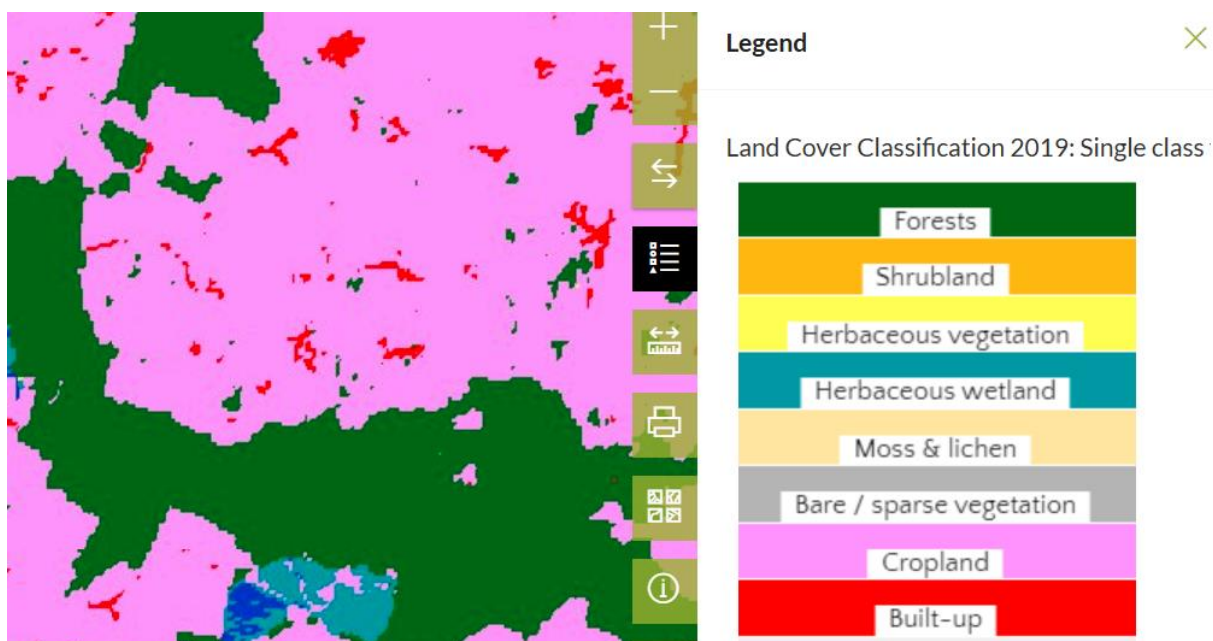 Legend
Land Cover Classification 2019: Single class
Forests
Shrubland
Herbaceous vegetation
Herbaceous wetland
Moss & lichen
Bare / sparse vegetation
Cropland
Built-up